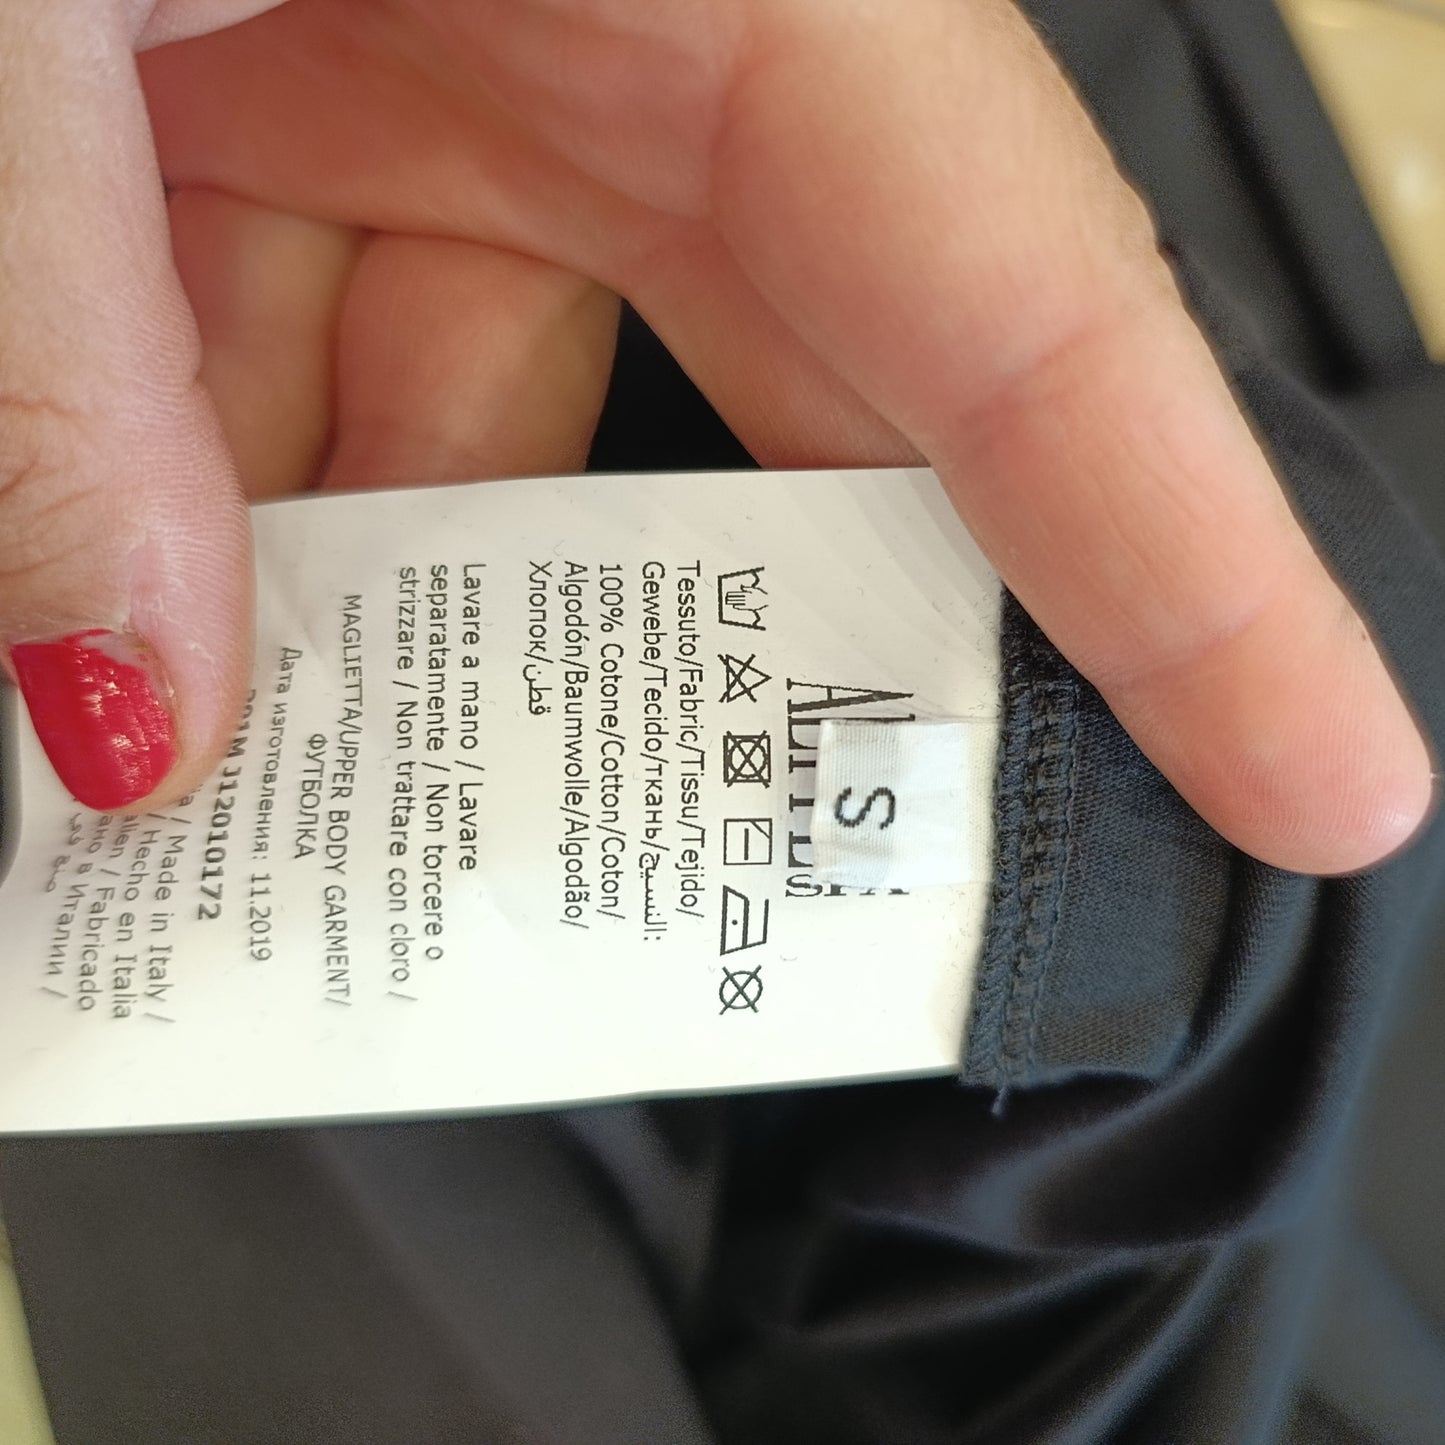 S
Tessuto/Fabric/Tissu/Tejido/
Gewebe/Tecido/ткань/النسيج:
100% Cotone/Cotton/Coton/
Algodón/Baumwolle/Algodão/
Хлопок/قطن
Lavare a mano / Lavare
separatamente / Non torcere o
strizzare / Non trattare con cloro /
MAGLIETTA/UPPER BODY GARMENT/
ФУТБОЛКА
Дата изготовления: 11.2019
J12010172
/ Made in Italy /
/ Hecho en Italia
/ Fabricado
в Италии /